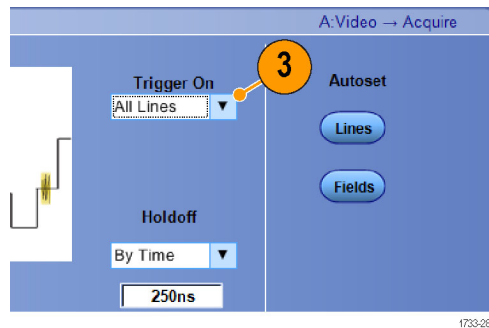 A:Video → Acquire
3
Trigger On
All Lines
Autoset
Lines
Fields
Holdoff
By Time
250ns
1733-28